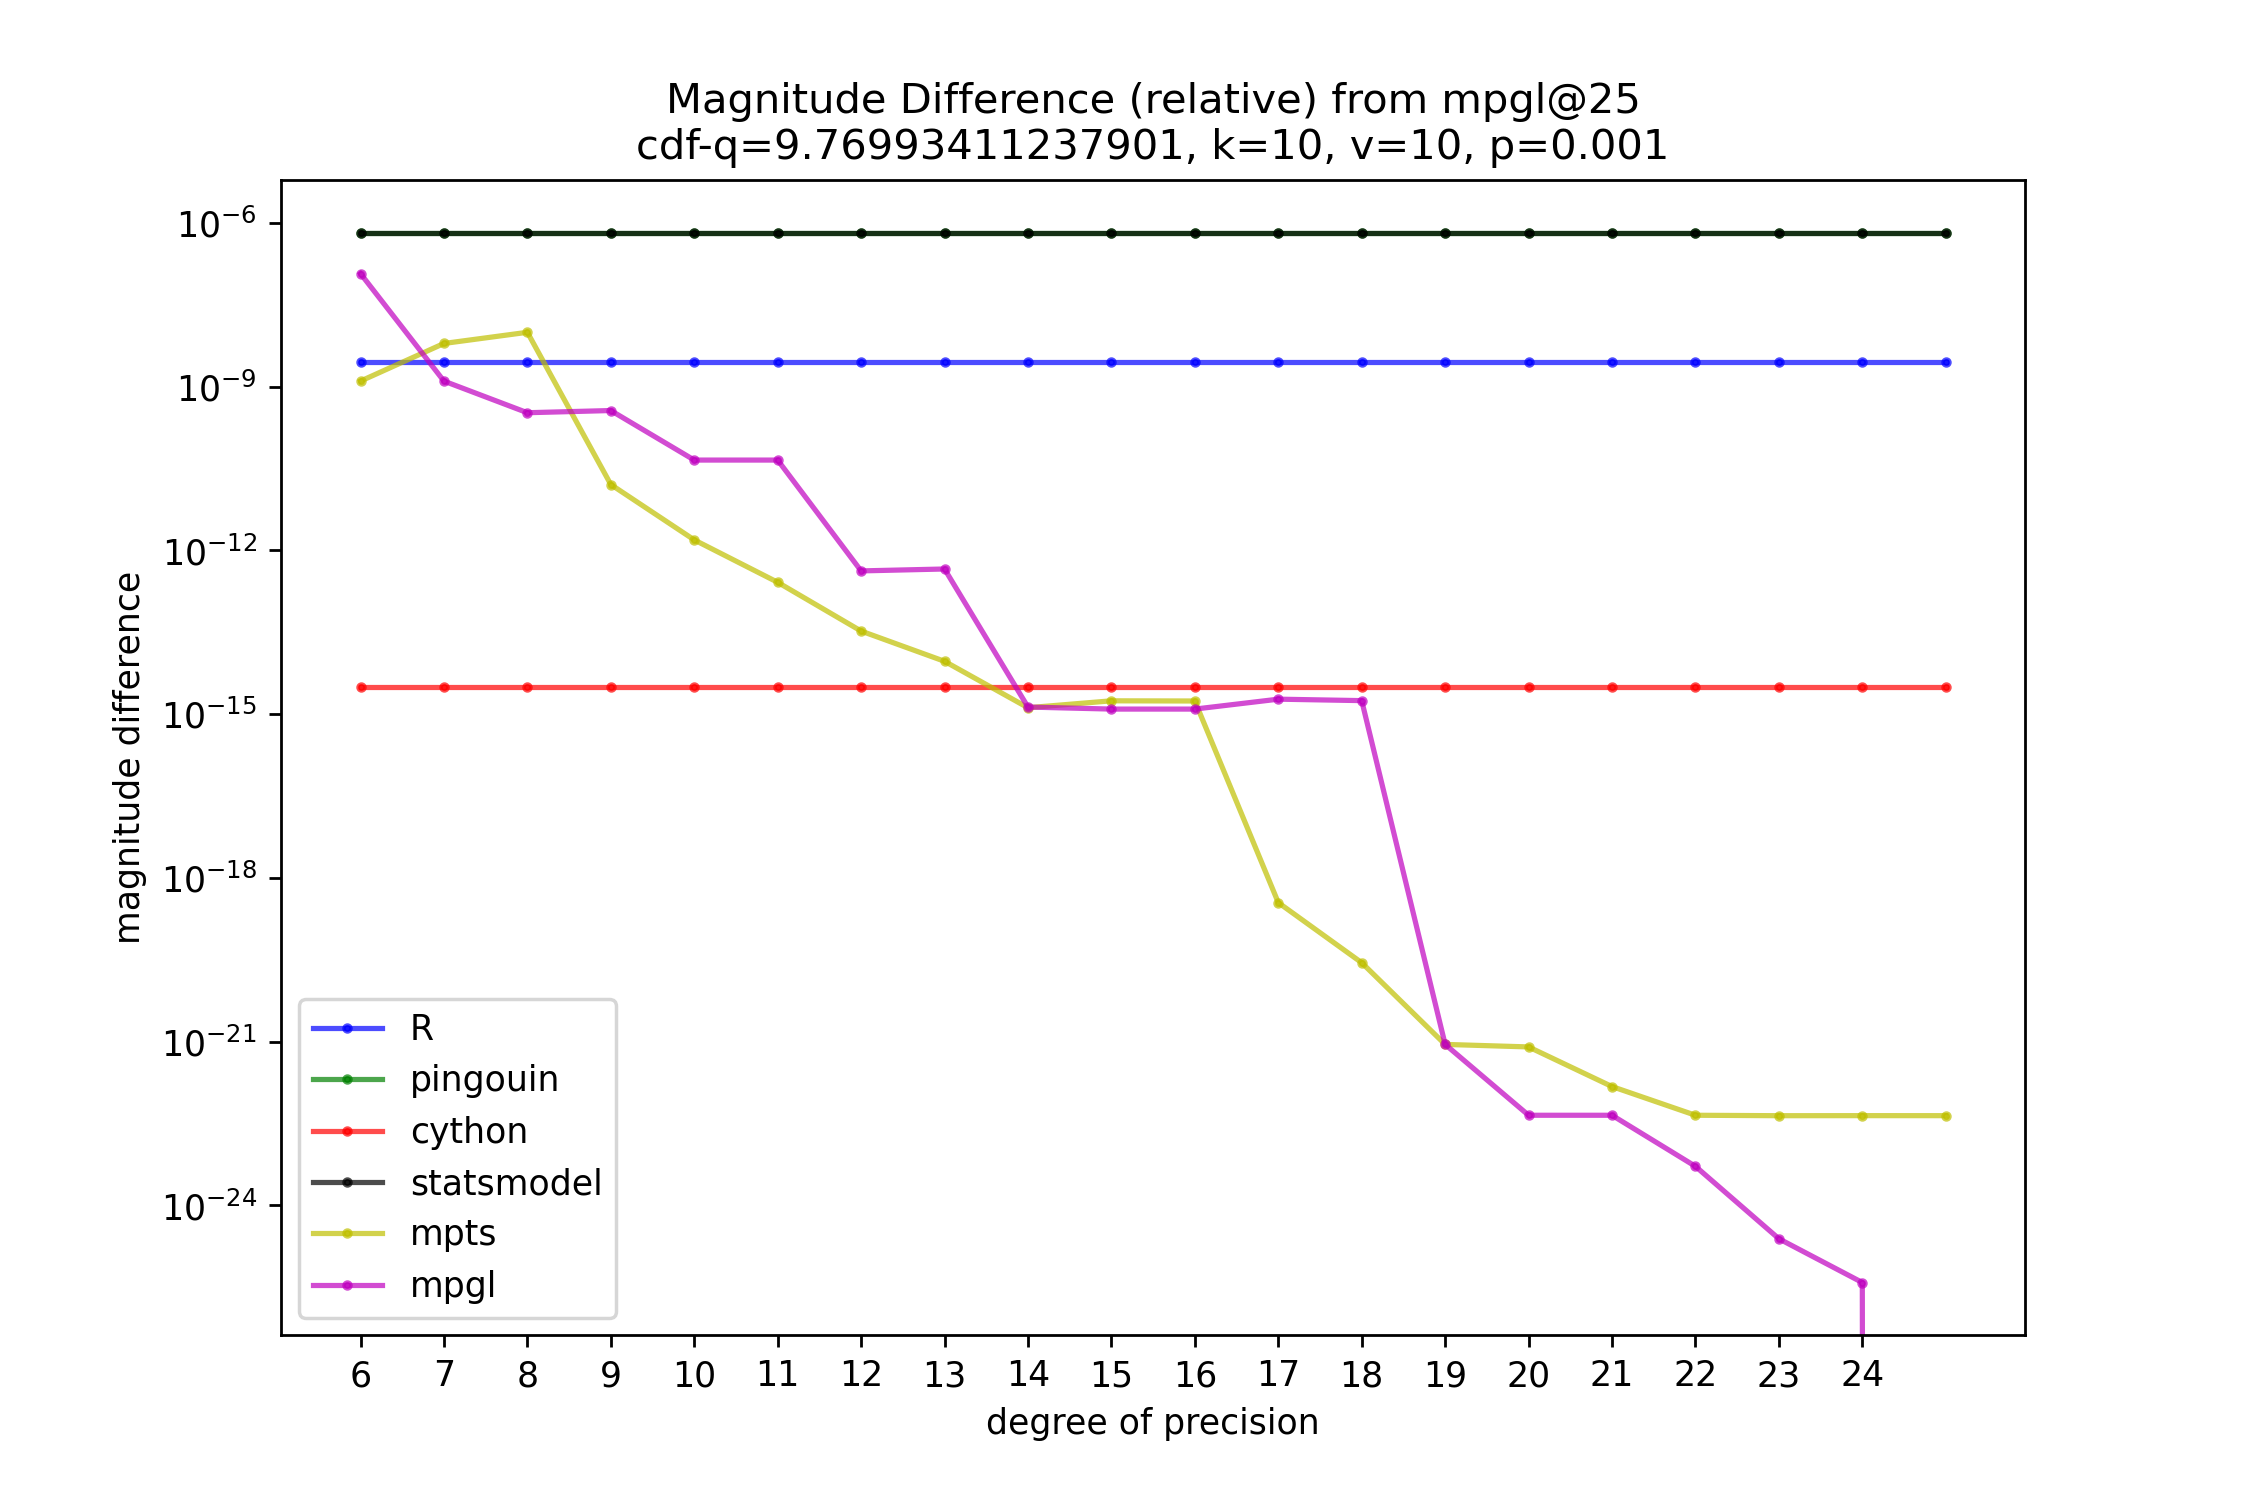 Magnitude Difference (relative) from mpgl@25
cdf-q=9.76993411237901, k=10, v=10, p=0.001
magnitude difference
10⁻⁶
10⁻⁹
10⁻¹²
10⁻¹⁵
10⁻¹⁸
10⁻²¹
10⁻²⁴
R
pingouin
cython
statsmodel
mpts
mpgl
6 7 8 9 10 11 12 13 14 15 16 17 18 19 20 21 22 23 24
degree of precision